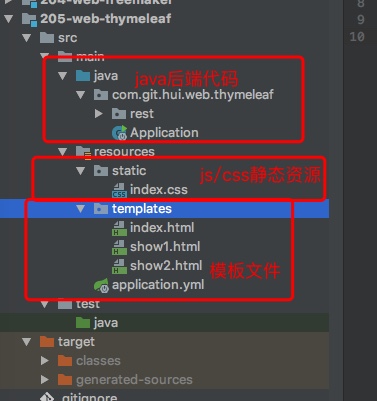 204-web-freemaker
8
205-web-thymeleaf
9
src
10
main
java
java后端代码
com.git.hui.web.thymeleaf
rest
Application
resources
static
js/css静态资源
index.css
templates
index.html
show1.html
show2.html
模板文件
application.yml
test
java
target
classes
generated-sources
.gitignore